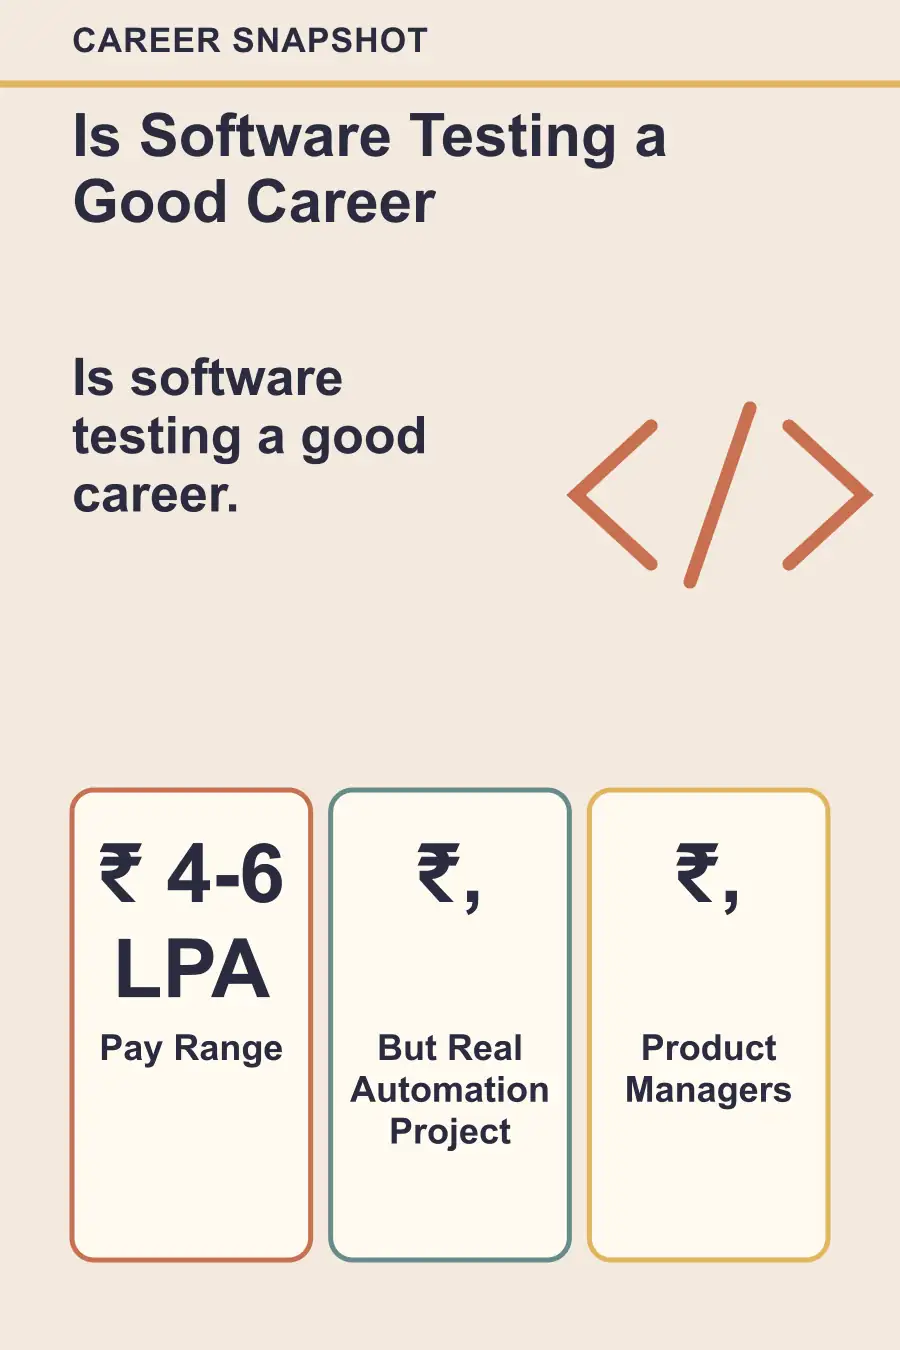 CAREER SNAPSHOT
Is Software Testing a
Good Career
Is software
testing a good
career.
₹ 4-6
LPA
Pay Range
₹,
But Real
Automation
Project
₹,
Product
Managers